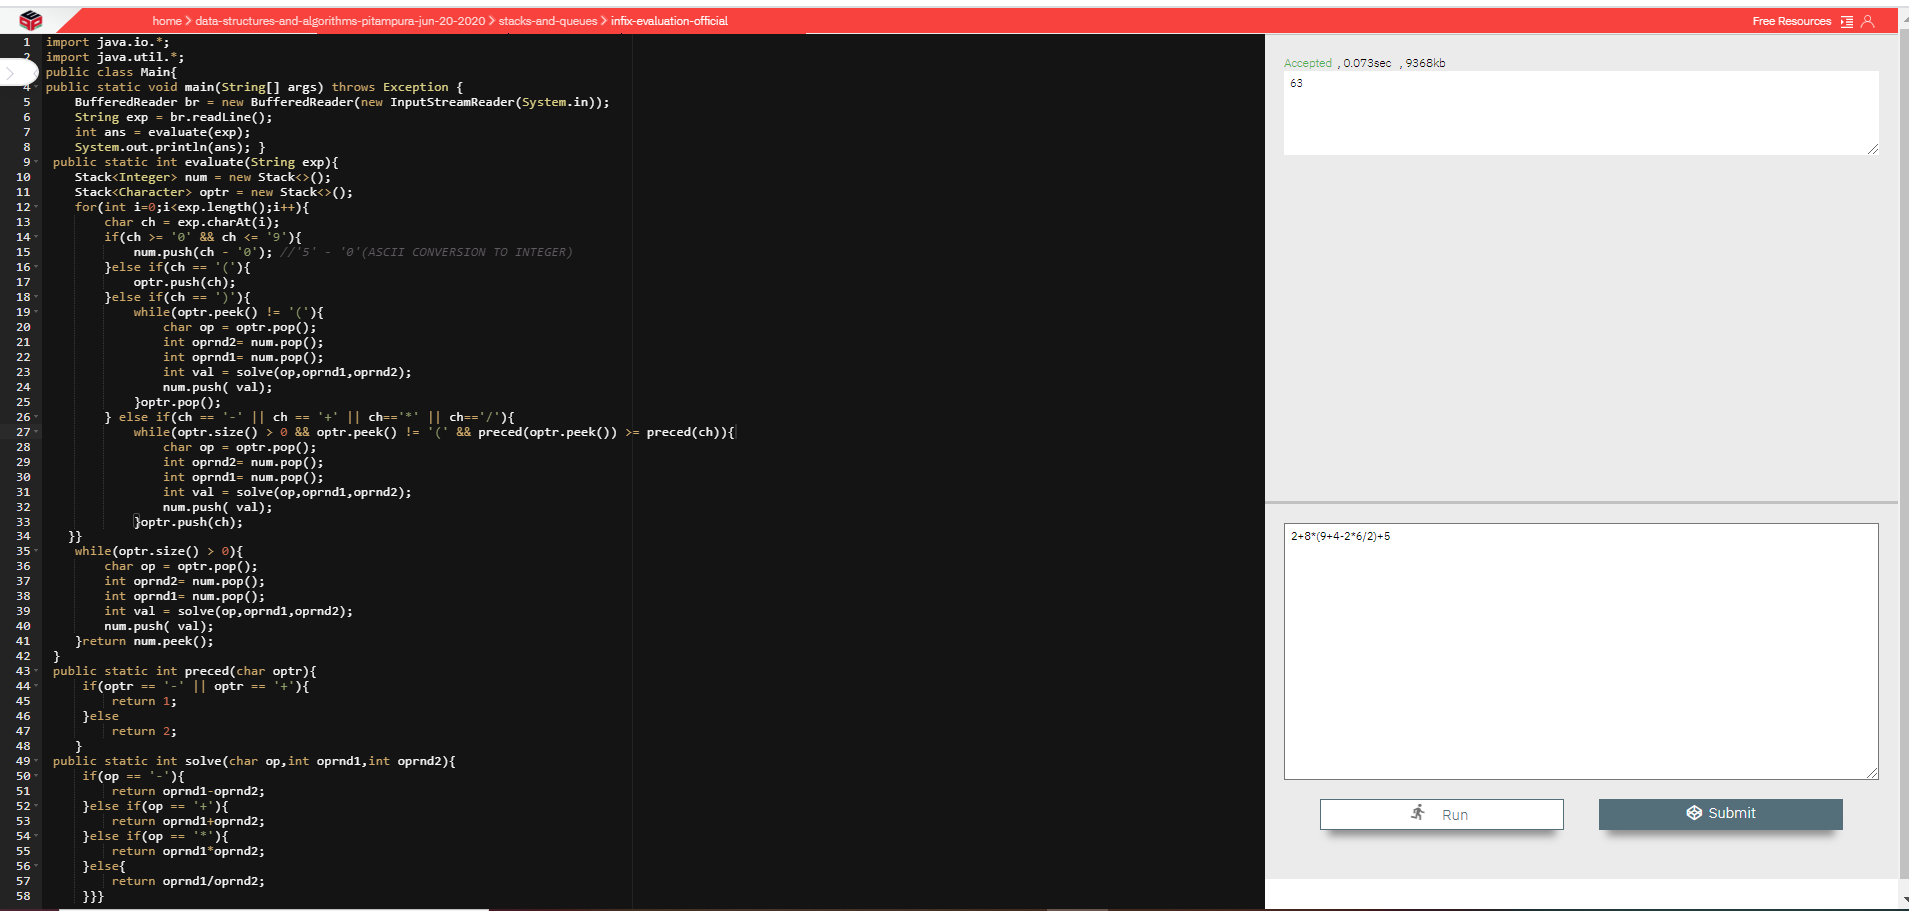 home > data-structures-and-algorithms-pitampura-jun-20-2020 > stacks-and-queues > infix-evaluation-official
Free Resources
1 import java.io.*;
2 import java.util.*;
public class Main{
4 public static void main(String[] args) throws Exception {
5 BufferedReader br = new BufferedReader(new InputStreamReader(System.in));
6 String exp = br.readLine();
7 int ans = evaluate(exp);
8 System.out.println(ans); }
9 public static int evaluate(String exp){
10 Stack<Integer> num = new Stack<>();
11 Stack<Character> optr = new Stack<>();
12 for(int i=0;i<exp.length();i++){
13 char ch = exp.charAt(i);
14 if(ch >= '0' && ch <= '9'){
15 num.push(ch - '0'); //'5' - '0'(ASCII CONVERSION TO INTEGER)
16 }else if(ch == '('){
17 optr.push(ch);
18 }else if(ch == ')'){
19 while(optr.peek() != '('){
20 char op = optr.pop();
21 int oprnd2= num.pop();
22 int oprnd1= num.pop();
23 int val = solve(op,oprnd1,oprnd2);
24 num.push( val);
25 }optr.pop();
26 } else if(ch == '-' || ch == '+' || ch=='*' || ch=='/'){
27 while(optr.size() > 0 && optr.peek() != '(' && preced(optr.peek()) >= preced(ch)){
28 char op = optr.pop();
29 int oprnd2= num.pop();
30 int oprnd1= num.pop();
31 int val = solve(op,oprnd1,oprnd2);
32 num.push( val);
33 }optr.push(ch);
34 }}
35 while(optr.size() > 0){
36 char op = optr.pop();
37 int oprnd2= num.pop();
38 int oprnd1= num.pop();
39 int val = solve(op,oprnd1,oprnd2);
40 num.push( val);
41 }return num.peek();
42 }
43 public static int preced(char optr){
44 if(optr == '-' || optr == '+'){
45 return 1;
46 }else
47 return 2;
48 }
49 public static int solve(char op,int oprnd1,int oprnd2){
50 if(op == '-'){
51 return oprnd1-oprnd2;
52 }else if(op == '+'){
53 return oprnd1+oprnd2;
54 }else if(op == '*'){
55 return oprnd1*oprnd2;
56 }else{
57 return oprnd1/oprnd2;
58 }}}
Accepted , 0.073sec , 9368kb
63
2+8*(9+4-2*6/2)+5
Run
Submit